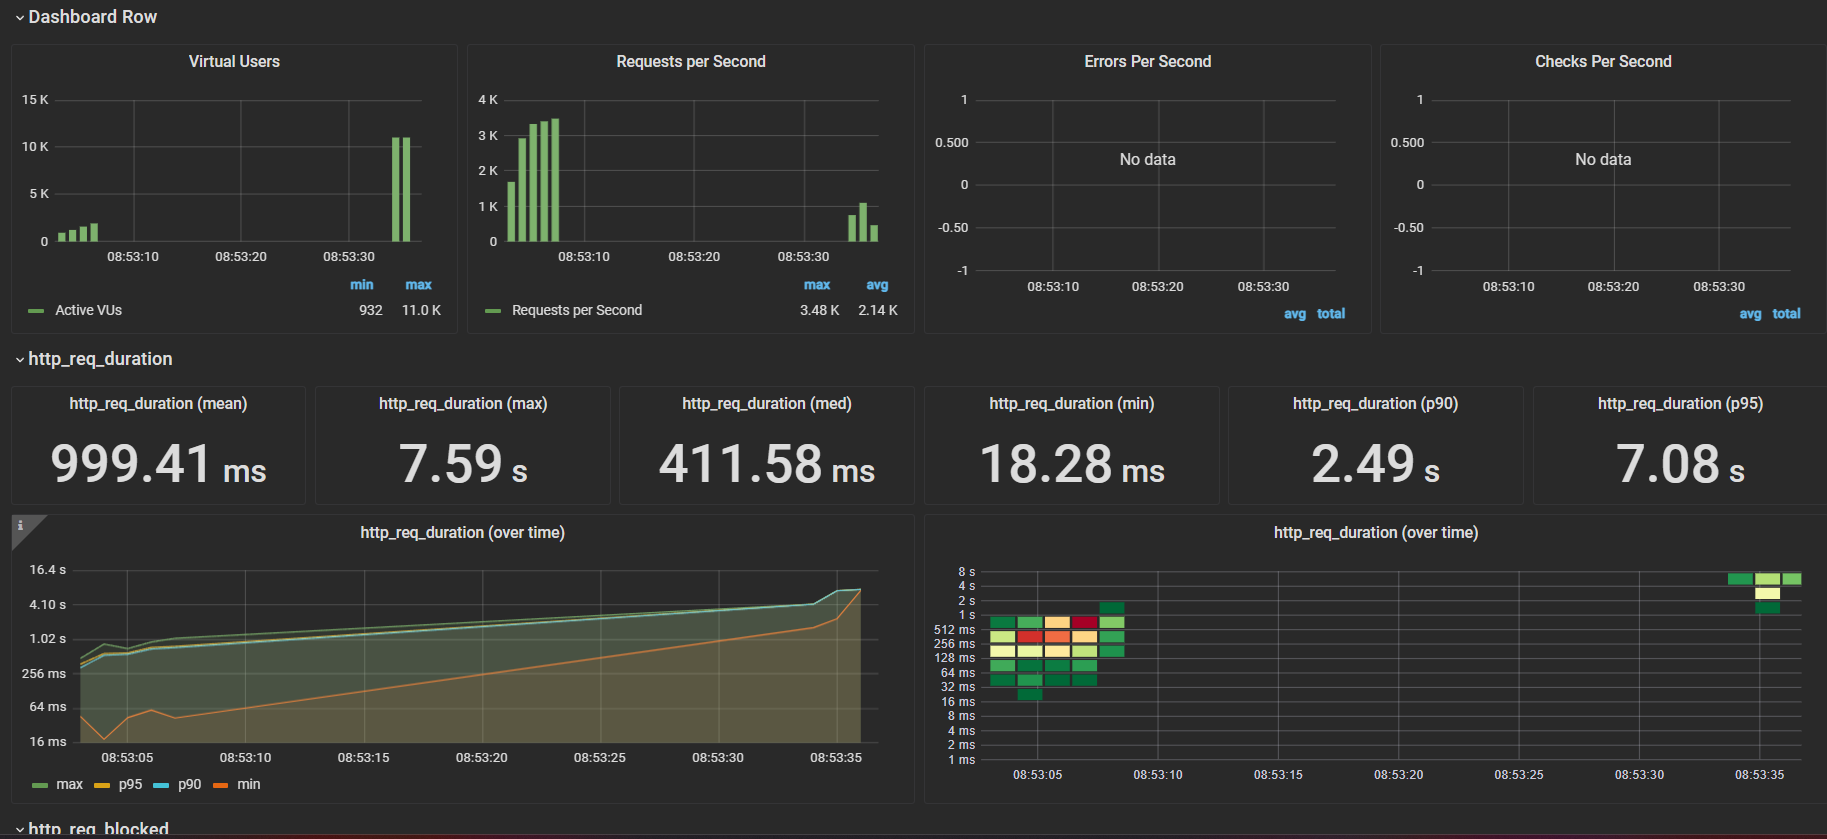 Dashboard Row
Virtual Users
15 K
10 K
5 K
0
08:53:10 08:53:20 08:53:30
min max
Active VUs 932 11.0 K
Requests per Second
4 K
3 K
2 K
1 K
0
08:53:10 08:53:20 08:53:30
max avg
Requests per Second 3.48 K 2.14 K
Errors Per Second
1
0.500
0
-0.50
-1
No data
08:53:10 08:53:20 08:53:30
avg total
Checks Per Second
1
0.500
0
-0.50
-1
No data
08:53:10 08:53:20 08:53:30
avg total
http_req_duration
http_req_duration (mean)
999.41 ms
http_req_duration (max)
7.59 s
http_req_duration (med)
411.58 ms
http_req_duration (min)
18.28 ms
http_req_duration (p90)
2.49 s
http_req_duration (p95)
7.08 s
i
http_req_duration (over time)
16.4 s
4.10 s
1.02 s
256 ms
64 ms
16 ms
08:53:05 08:53:10 08:53:15 08:53:20 08:53:25 08:53:30 08:53:35
max p95 p90 min
http_req_duration (over time)
8 s
4 s
2 s
1 s
512 ms
256 ms
128 ms
64 ms
32 ms
16 ms
8 ms
4 ms
2 ms
1 ms
08:53:05 08:53:10 08:53:15 08:53:20 08:53:25 08:53:30 08:53:35
http_req_blocked